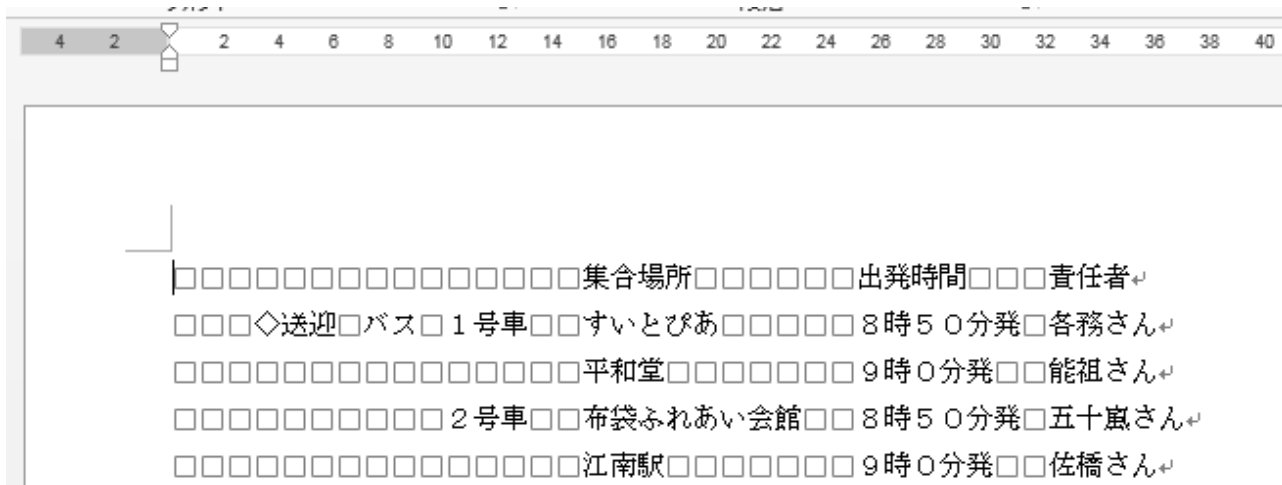 4 2 2 4 6 8 10 12 14 16 18 20 22 24 26 28 30 32 34 36 38 40
□□□□□□□□□□□□□□□集合場所□□□□□□出発時間□□□責任者↵
□□□◇送迎□バス□1号車□□すいとぴあ□□□□□8時50分発□各務さん↵
□□□□□□□□□□□□□□□平和堂□□□□□□□9時0分発□□能祖さん↵
□□□□□□□□□□2号車□□布袋ふれあい会館□□8時50分発□五十嵐さん↵
□□□□□□□□□□□□□□□江南駅□□□□□□□9時0分発□□佐橋さん↵